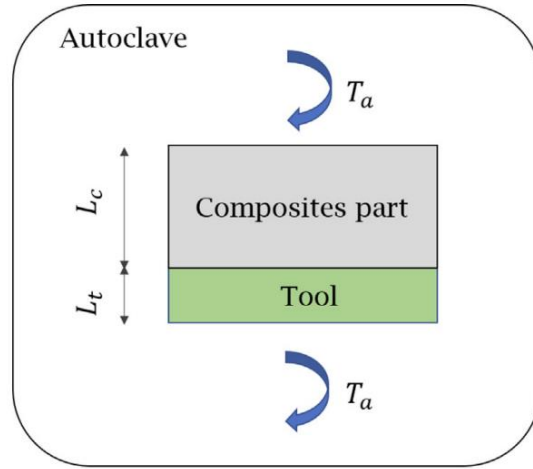 Autoclave
T_a
L_c
Composites part
L_t
Tool
T_a